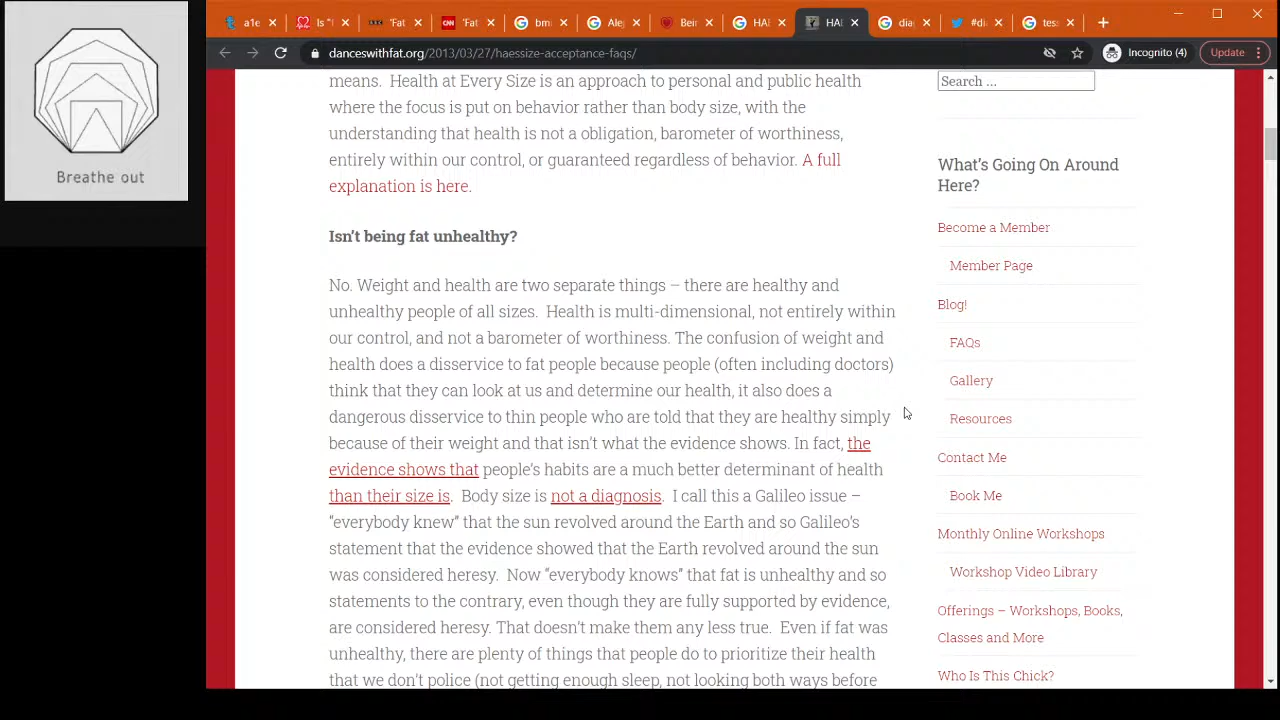 Breathe out
a1e
Is "I
'Fat
'Fat
bmi
Alej
Bein
HAE
HAE
dia
#di
tess
danceswithfat.org/2013/03/27/haessize-acceptance-faqs/
Incognito (4)
Update
means. Health at Every Size is an approach to personal and public health
where the focus is put on behavior rather than body size, with the
understanding that health is not a obligation, barometer of worthiness,
entirely within our control, or guaranteed regardless of behavior. A full
explanation is here.
Isn't being fat unhealthy?
No. Weight and health are two separate things – there are healthy and
unhealthy people of all sizes. Health is multi-dimensional, not entirely within
our control, and not a barometer of worthiness. The confusion of weight and
health does a disservice to fat people because people (often including doctors)
think that they can look at us and determine our health, it also does a
dangerous disservice to thin people who are told that they are healthy simply
because of their weight and that isn't what the evidence shows. In fact, the
evidence shows that people's habits are a much better determinant of health
than their size is. Body size is not a diagnosis. I call this a Galileo issue –
"everybody knew" that the sun revolved around the Earth and so Galileo's
statement that the evidence showed that the Earth revolved around the sun
was considered heresy. Now "everybody knows" that fat is unhealthy and so
statements to the contrary, even though they are fully supported by evidence,
are considered heresy. That doesn't make them any less true. Even if fat was
unhealthy, there are plenty of things that people do to prioritize their health
that we don't police (not getting enough sleep, not looking both ways before
Search ...
What's Going On Around
Here?
Become a Member
Member Page
Blog!
FAQs
Gallery
Resources
Contact Me
Book Me
Monthly Online Workshops
Workshop Video Library
Offerings – Workshops, Books,
Classes and More
Who Is This Chick?